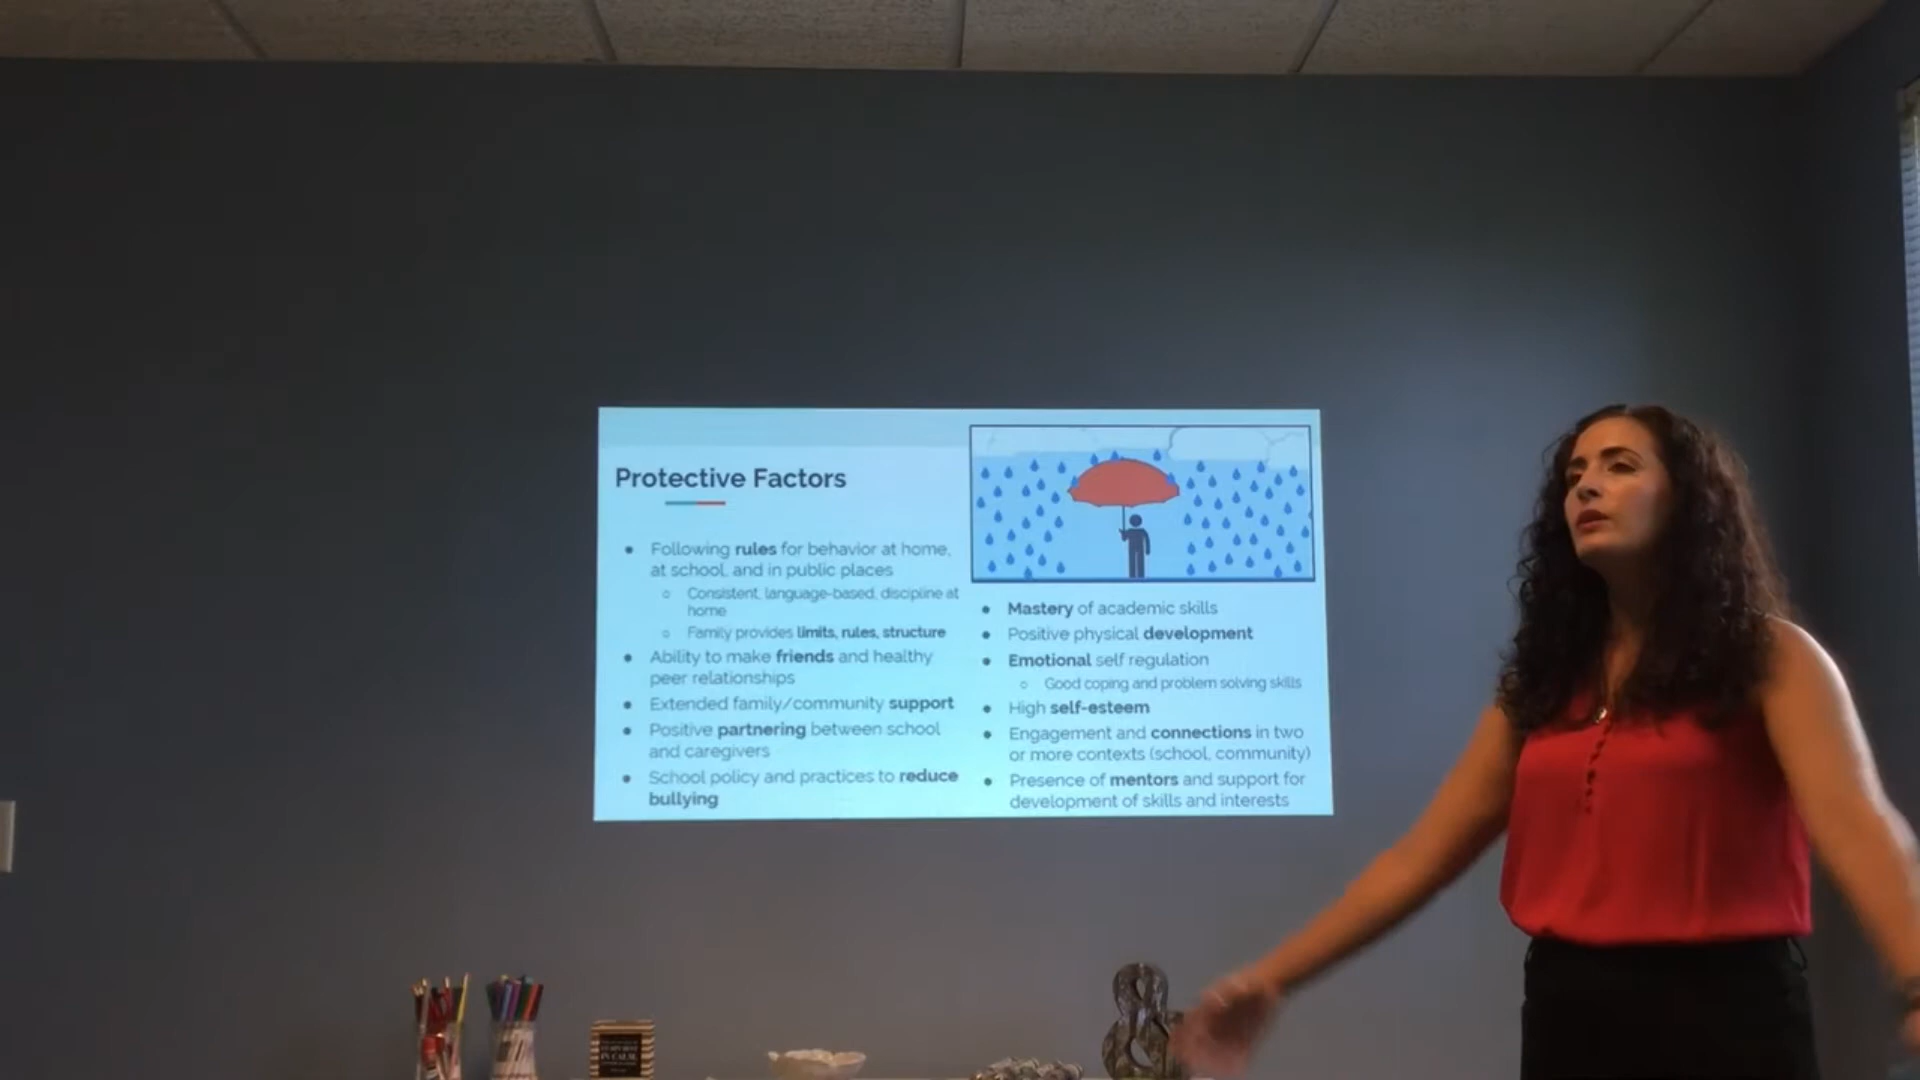 Protective Factors
● Following rules for behavior at home,
at school, and in public places
○ Consistent, language-based, discipline at
home
○ Family provides limits, rules, structure
● Ability to make friends and healthy
peer relationships
● Extended family/community support
● Positive partnering between school
and caregivers
● School policy and practices to reduce
bullying
● Mastery of academic skills
● Positive physical development
● Emotional self regulation
○ Good coping and problem solving skills
● High self-esteem
● Engagement and connections in two
or more contexts (school, community)
● Presence of mentors and support for
development of skills and interests
&